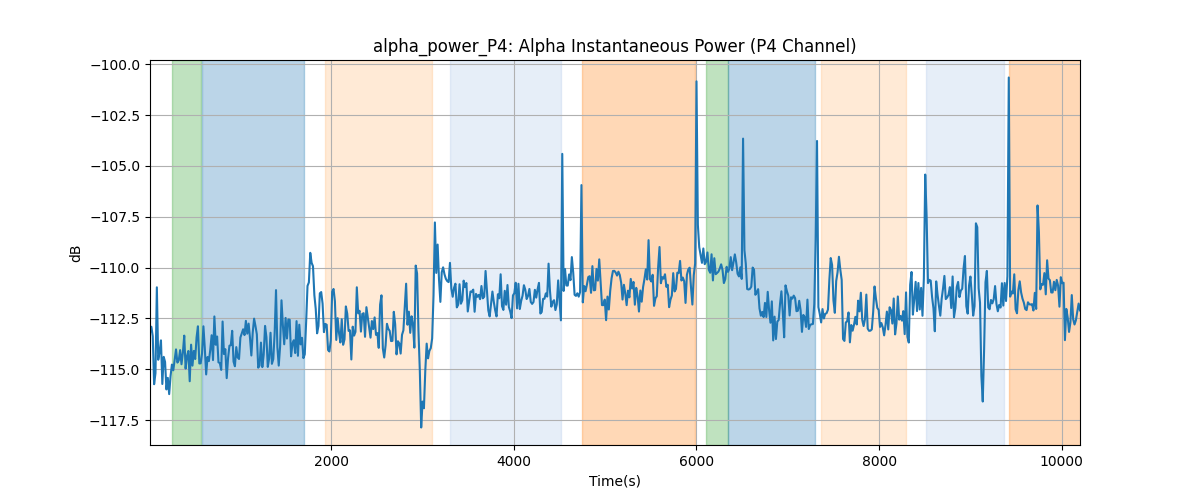 alpha_power_P4: Alpha Instantaneous Power (P4 Channel)
−100.0
−102.5
−105.0
−107.5
−110.0
−112.5
−115.0
−117.5
dB
2000 4000 6000 8000 10000
Time(s)